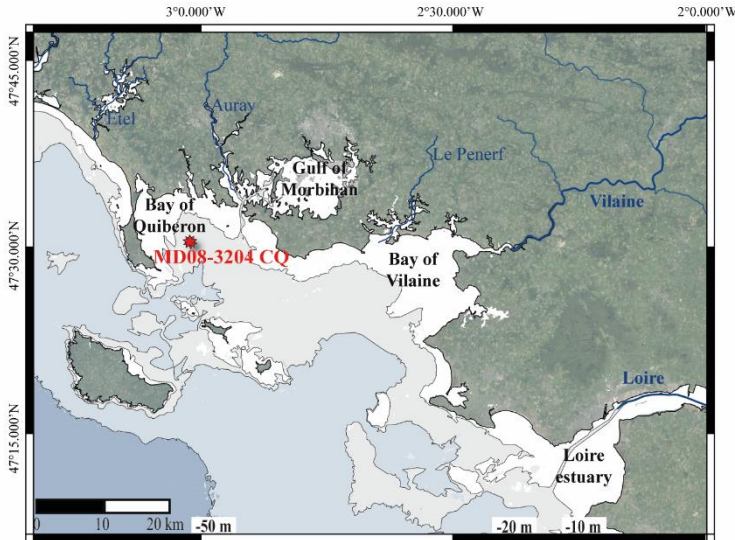 3°0.000'W
2°30.000'W
2°0.000'W
47°45.000'N
47°30.000'N
47°15.000'N
Etel
Auray
Gulf of
Morbihan
Le Penerf
Vilaine
Bay of
Quiberon
MD08-3204 CQ
Bay of
Vilaine
Loire
Loire
estuary
0 10 20 km
-50 m
-20 m
-10 m